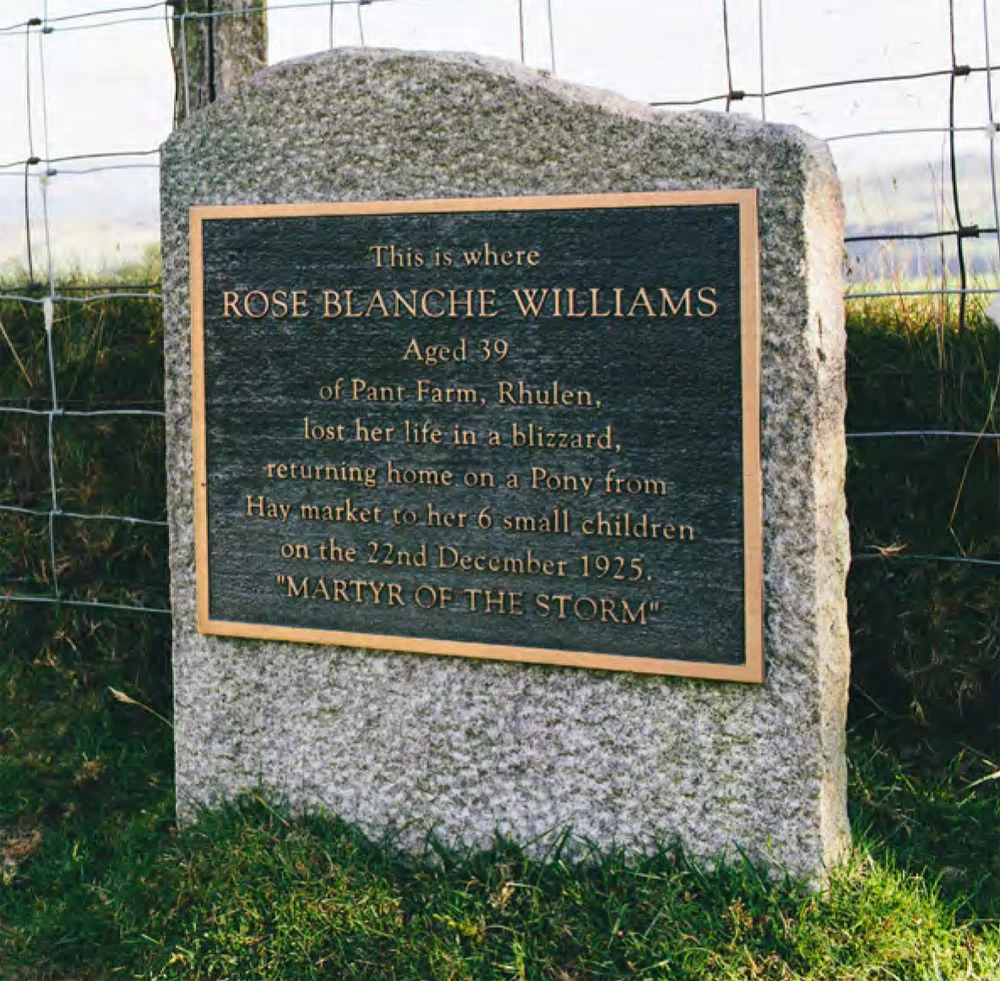 This is where
ROSE BLANCHE WILLIAMS
Aged 39
of Pant Farm, Rhulen,
lost her life in a blizzard,
returning home on a Pony from
Hay market to her 6 small children
on the 22nd December 1925.
"MARTYR OF THE STORM"